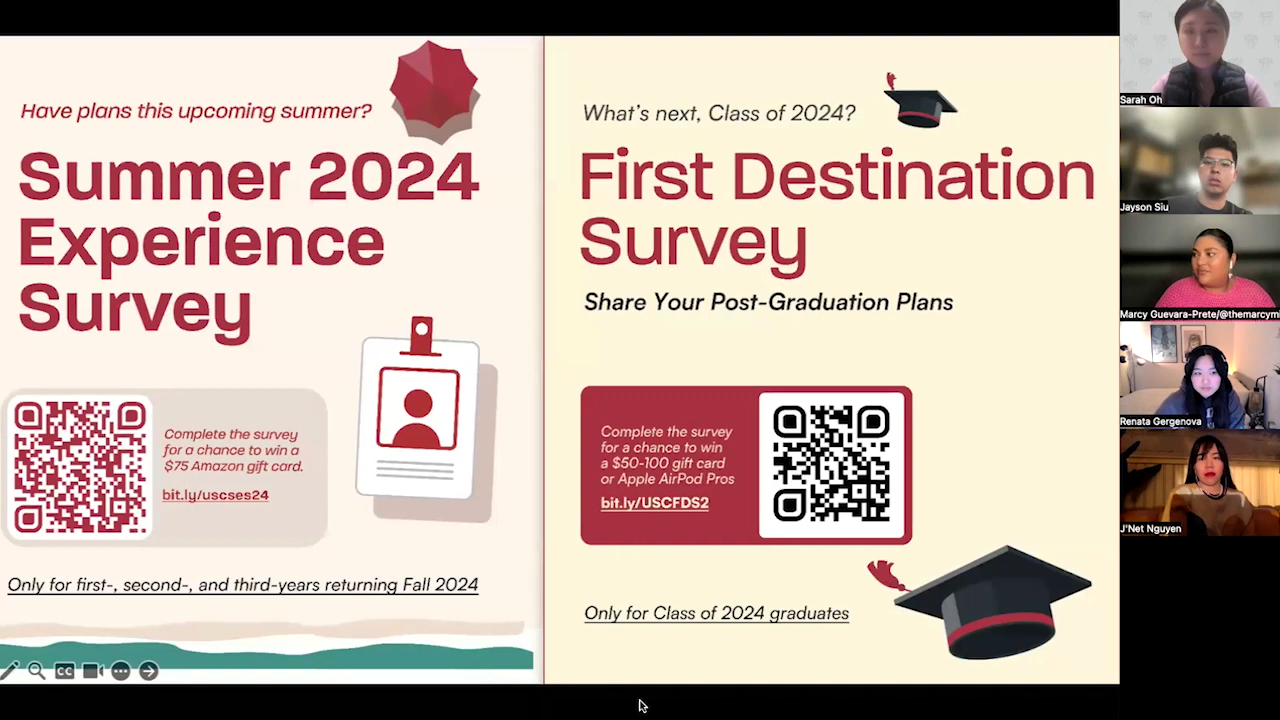 Have plans this upcoming summer?
Summer 2024
Experience
Survey
Complete the survey
for a chance to win a
$75 Amazon gift card.
bit.ly/uscses24
Only for first-, second-, and third-years returning Fall 2024
CC
What's next, Class of 2024?
First Destination
Survey
Share Your Post-Graduation Plans
Complete the survey
for a chance to win
a $50-100 gift card
or Apple AirPod Pros
bit.ly/USCFDS2
Only for Class of 2024 graduates
Sarah Oh
Jayson Siu
Marcy Guevara-Prete/@themarcymi
Renata Gergenova
J'Net Nguyen